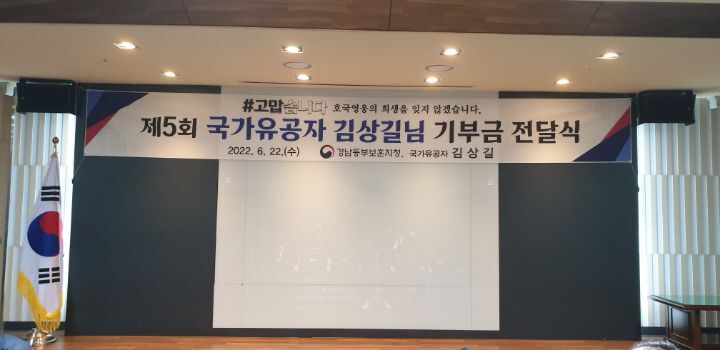 #고맙습니다 호국영웅의 희생을 잊지 않겠습니다.
제5회 국가유공자 김상길님 기부금 전달식
2022. 6. 22.(수) 경남동부보훈지청, 국가유공자 김상길